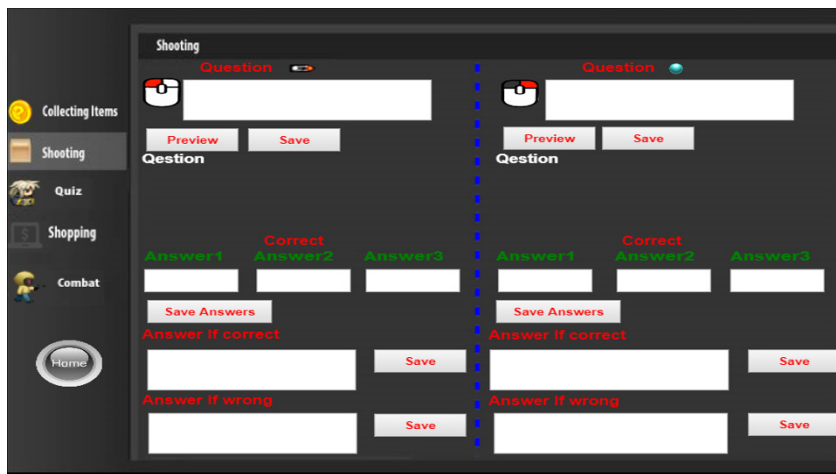 Shooting
Collecting Items
Shooting
Quiz
Shopping
Combat
Home
Question
Preview Save
Qestion
Correct
Answer1 Answer2 Answer3
Save Answers
Answer If correct
Save
Answer If wrong
Save
Question
Preview Save
Qestion
Correct
Answer1 Answer2 Answer3
Save Answers
Answer If correct
Save
Answer If wrong
Save